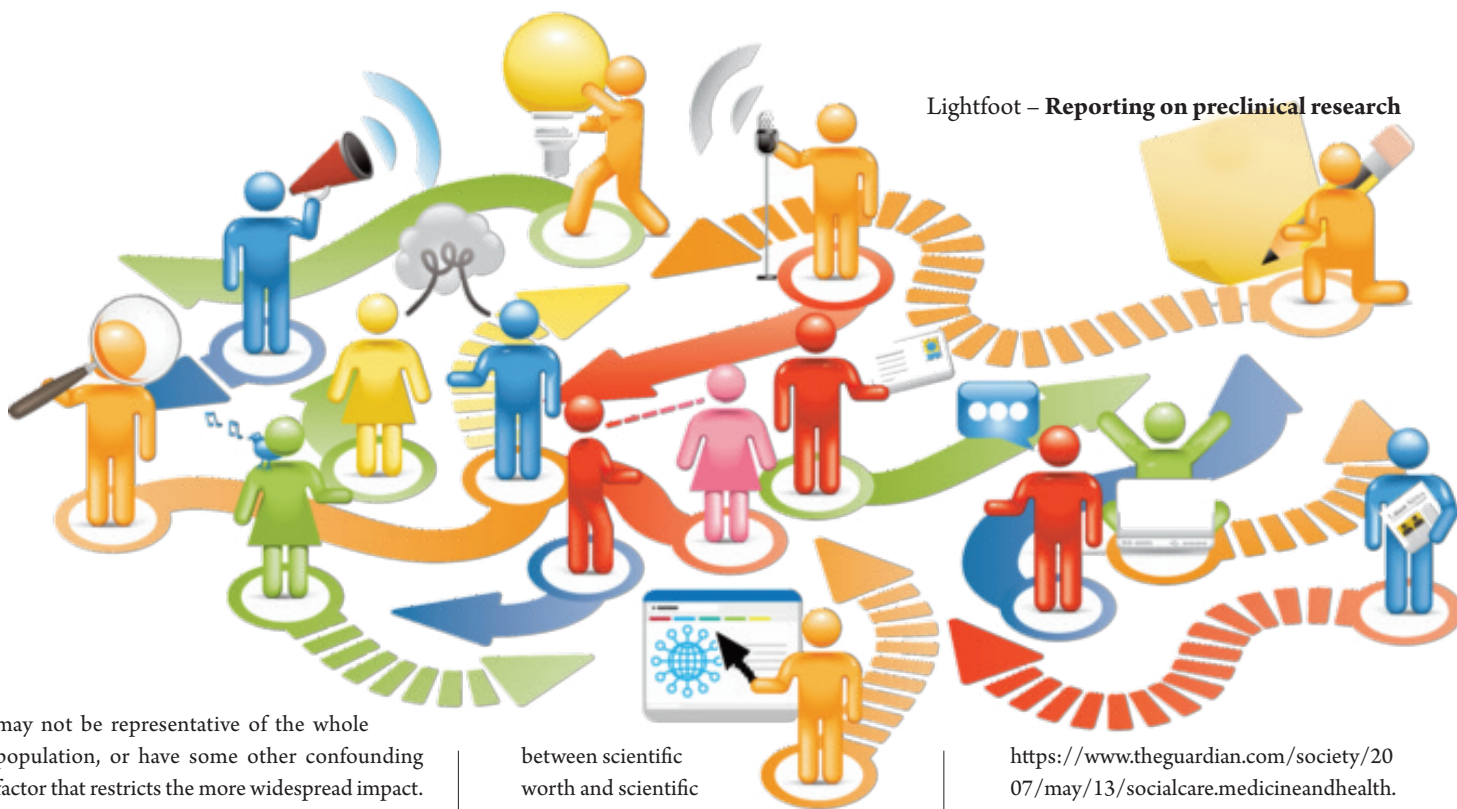 Lightfoot – Reporting on preclinical research
may not be representative of the whole
population, or have some other confounding
factor that restricts the more widespread impact.
between scientific
worth and scientific
https://www.theguardian.com/society/20
07/may/13/socialcare.medicineandhealth.